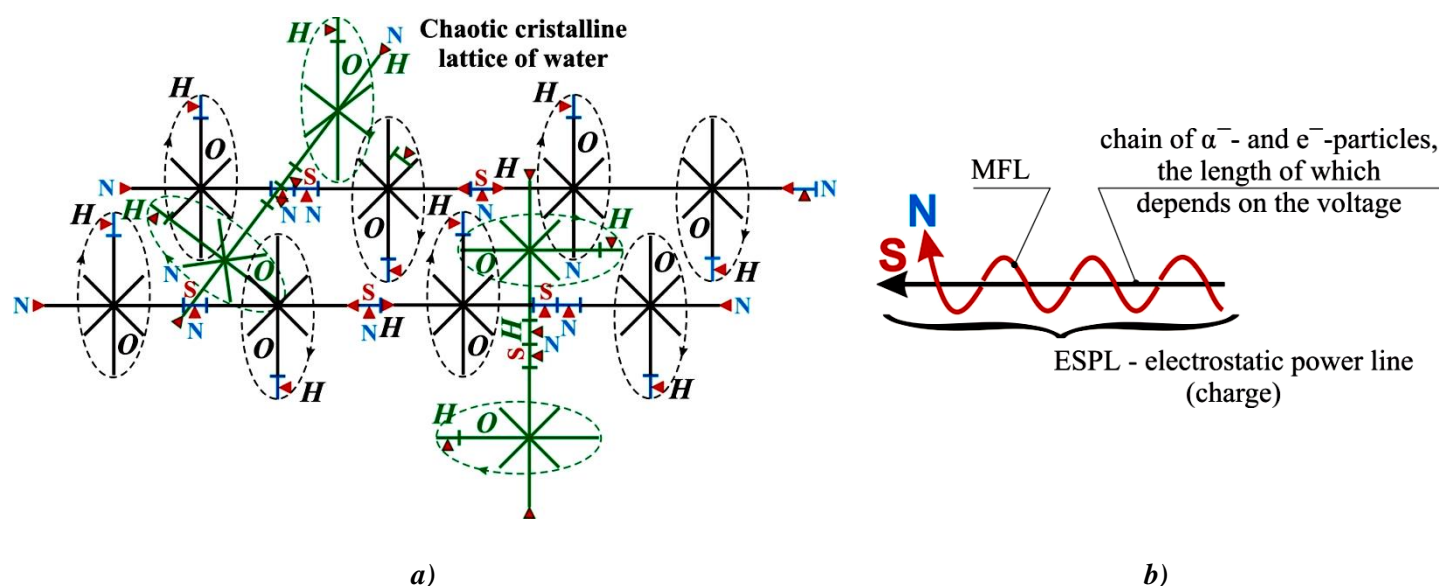 Chaotic cristalline
lattice of water
H
N
H
O
H
H
O
H
O
O
N
S
N
N
S
H
N
N
O
O
H
H
H
H
H
O
O
O
N
H
O
N
N
S
N
S
N
H
S
N
N
O
O
H
S
N
O
H
H
H
O
a)
chain of α⁻- and e⁻-particles,
MFL
the length of which
depends on the voltage
N
S
ESPL - electrostatic power line
(charge)
b)